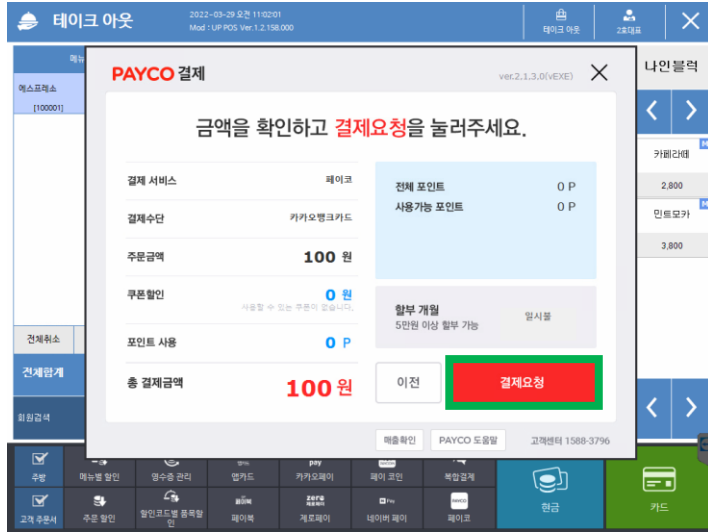 테이크 아웃
2022-03-29 오전 11:02:01
Mod : UP POS Ver.1.2.158.000
테이크 아웃
2호대표
메뉴
나인블럭
에스프레소
[100001]
PAYCO 결제
ver.2.1.3.0(vEXE)
금액을 확인하고 결제요청을 눌러주세요.
결제 서비스 페이코
결제수단 카카오뱅크카드
주문금액 100 원
쿠폰할인 0 원
사용할 수 있는 쿠폰이 없습니다.
포인트 사용 0 P
총 결제금액 100 원
전체 포인트 0 P
사용가능 포인트 0 P
할부 개월
5만원 이상 할부 가능
일시불
이전
결제요청
매출확인
PAYCO 도움말
고객센터 1588-3796
카페라떼
2,800
민트모카
3,800
전체취소
전체합계
회원검색
주방
메뉴별 할인
영수증 관리
앱카드
pay
카카오페이
페이 코인
복합결제
현금
카드
고객 주문서
주문 할인
할인코드별 품목할인
페이북
zero
제로페이
Pay
네이버 페이
PAYCO
페이코